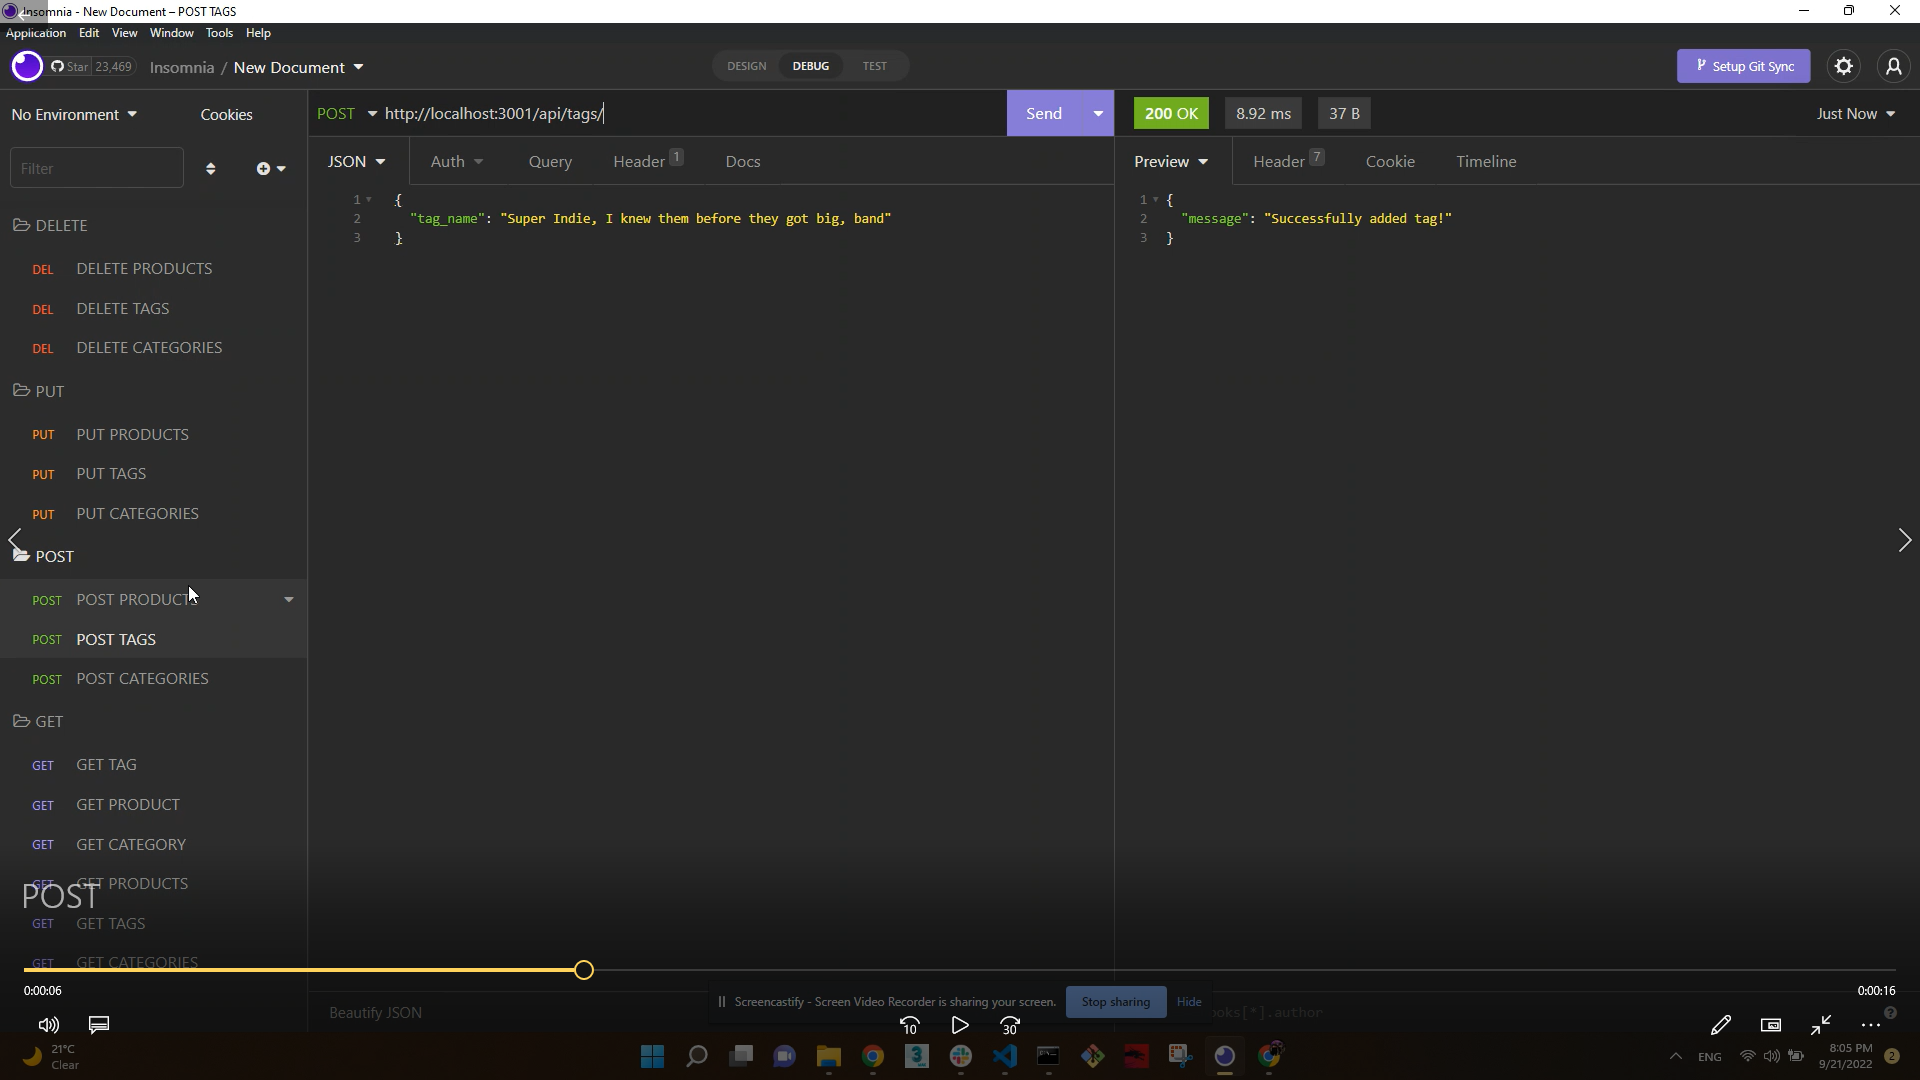 Insomnia - New Document – POST TAGS
Application Edit View Window Tools Help
Star 23,469 Insomnia / New Document
DESIGN DEBUG TEST
Setup Git Sync
No Environment Cookies
POST http://localhost:3001/api/tags/
Send
200 OK 8.92 ms 37 B
Just Now
Filter
JSON Auth Query Header 1 Docs
Preview Header 7 Cookie Timeline
1 {
2 "tag_name": "Super Indie, I knew them before they got big, band"
3 }
1 {
2 "message": "Successfully added tag!"
3 }
DELETE
DEL DELETE PRODUCTS
DEL DELETE TAGS
DEL DELETE CATEGORIES
PUT
PUT PUT PRODUCTS
PUT PUT TAGS
PUT PUT CATEGORIES
POST
POST POST PRODUCTS
POST POST TAGS
POST POST CATEGORIES
GET
GET GET TAG
GET GET PRODUCT
GET GET CATEGORY
GET GET PRODUCTS
POST
GET GET TAGS
GET GET CATEGORIES
0:00:06
0:00:16
Beautify JSON
Screencastify - Screen Video Recorder is sharing your screen. Stop sharing Hide
ooks[*].author
10
30
21°C
Clear
ENG
8:05 PM
9/21/2022
2